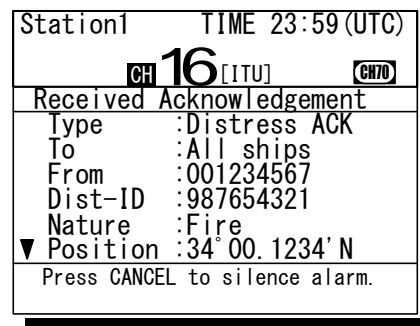 Station1 TIME 23:59(UTC)
CH 16[ITU] CH70
Received Acknowledgement
Type :Distress ACK
To :All ships
From :001234567
Dist-ID :987654321
Nature :Fire
▼ Position :34°00.1234'N
Press CANCEL to silence alarm.